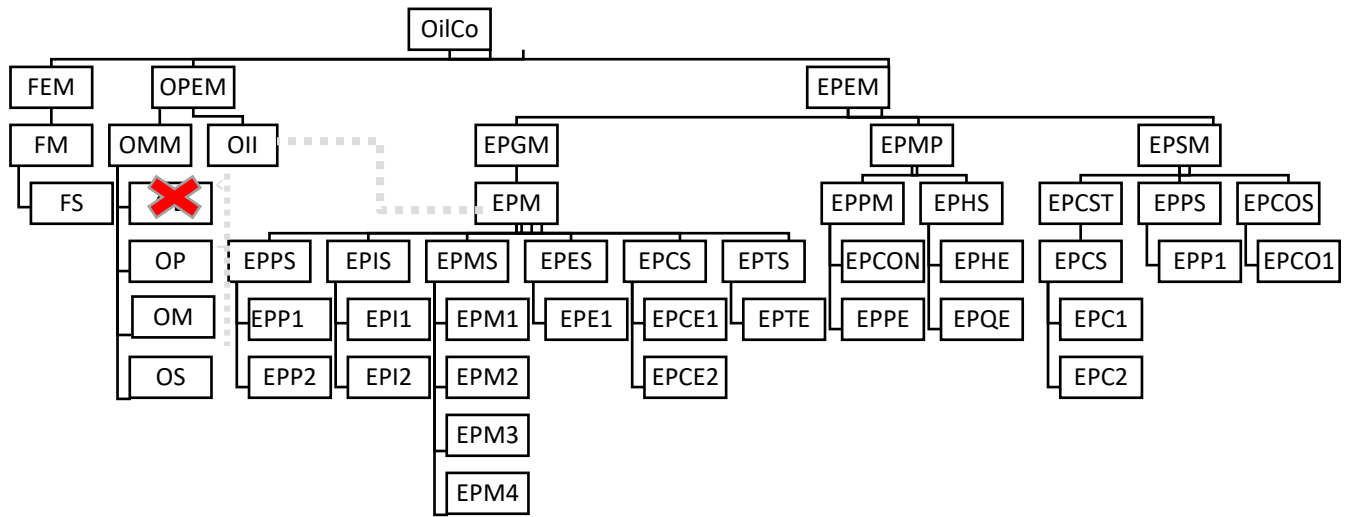 OilCo
FEM OPEM EPEM
FM OMM OII EPGM EPMP EPSM
FS EPM EPPM EPHS EPCST EPPS EPCOS
OP EPPS EPIS EPMS EPES EPCS EPTS EPCON EPHE EPCS EPP1 EPCO1
OM EPP1 EPI1 EPM1 EPE1 EPCE1 EPTE EPPE EPQE EPC1
OS EPP2 EPI2 EPM2 EPCE2 EPC2
EPM3
EPM4